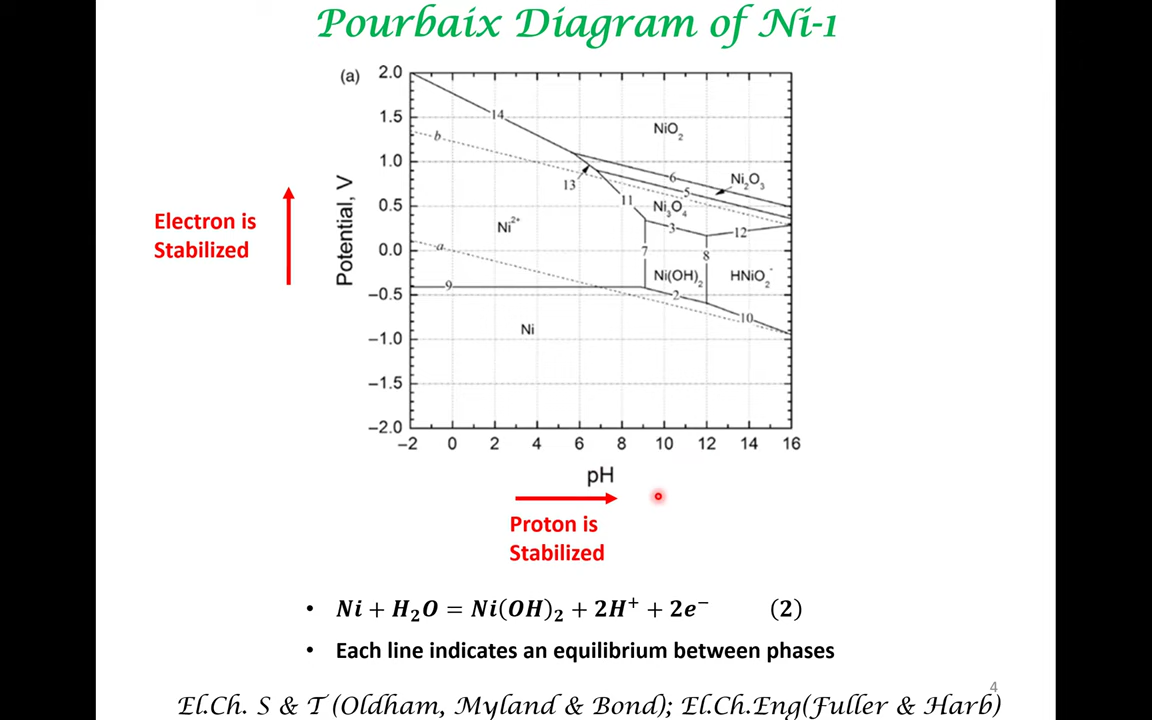 Pourbaix Diagram of Ni-1
(a)
2.0
1.5
1.0
0.5
0.0
−0.5
−1.0
−1.5
−2.0
Potential, V
14
b
NiO₂
6
Ni₂O₃
13
5
11
Ni₃O₄
Ni²⁺
3
12
a
7
8
Ni(OH)₂
HNiO₂⁻
9
2
10
Ni
−2 0 2 4 6 8 10 12 14 16
pH
Electron is
Stabilized
Proton is
Stabilized
• Ni + H₂O = Ni(OH)₂ + 2H⁺ + 2e⁻ (2)
• Each line indicates an equilibrium between phases
4
El.Ch. S & T (Oldham, Myland & Bond); El.Ch.Eng(Fuller & Harb)